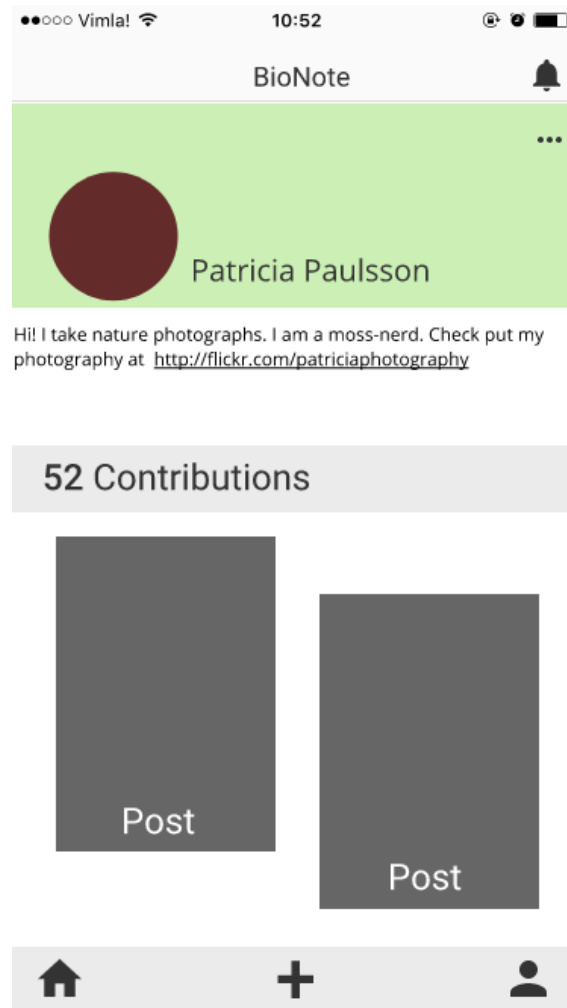 Vimla!
10:52
BioNote
Patricia Paulsson
Hi! I take nature photographs. I am a moss-nerd. Check put my
photography at http://flickr.com/patriciaphotography
52 Contributions
Post
Post